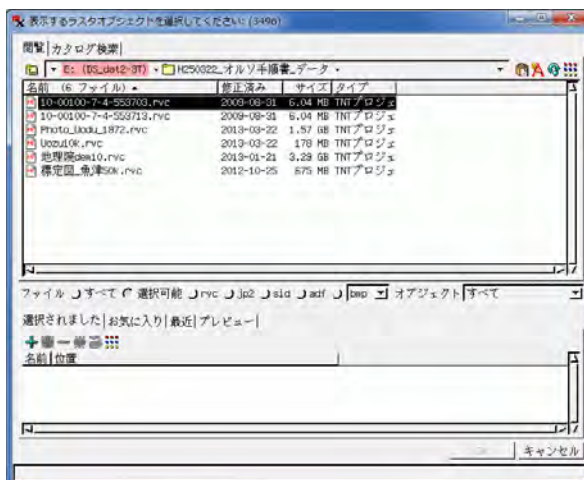 表示するラスタオブジェクトを選択してください: (3496)
閲覧 カタログ検索
E: (DS_dot2-3T) H250322_オルソ手順書_データ
名前 (6 ファイル) 修正済み サイズ タイプ
10-00100-7-4-553703.rvc 2009-08-31 6.04 MB TNTプロジェ
10-00100-7-4-553713.rvc 2009-08-31 6.04 MB TNTプロジェ
2013-03-22 1.57 GB TNTプロジェ
Uozu10k.rvc 2013-03-22 178 MB TNTプロジェ
地理院dem10.rvc 2013-01-21 3.29 GB TNTプロジェ
標定図_魚津50k.rvc 2012-10-25 675 MB TNTプロジェ
ファイル すべて 選択可能 rvc jp2 sid adf bmp オブジェクト すべて
選択されました お気に入り 最近 プレビュー
名前 位置
キャンセル